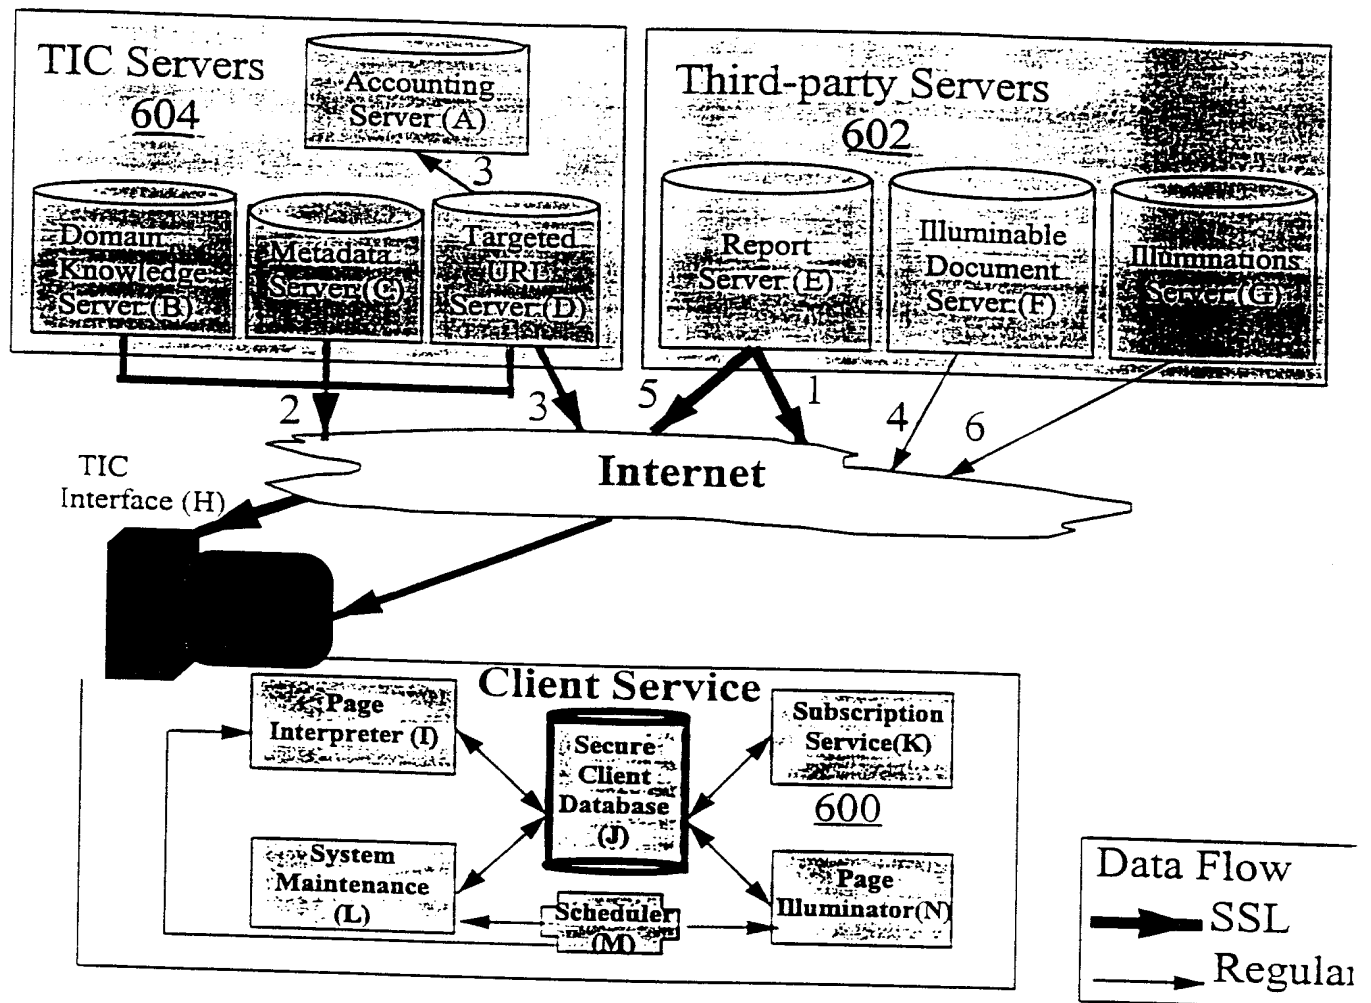 TIC Servers
604
Accounting
Server (A)
3
Domain
Knowledge
Server (B)
Metadata
Server (C)
Targeted
URL
Server (D)
Third-party Servers
602
Report
Server (E)
Illuminable
Document
Server (F)
Illuminations
Server (G)
2
3
5
1
4
6
Internet
TIC
Interface (H)
Client Service
Page
Interpreter (I)
Secure
Client
Database
(J)
Subscription
Service(K)
600
System
Maintenance
(L)
Scheduler
(M)
Page
Illuminator(N)
Data Flow
SSL
Regular